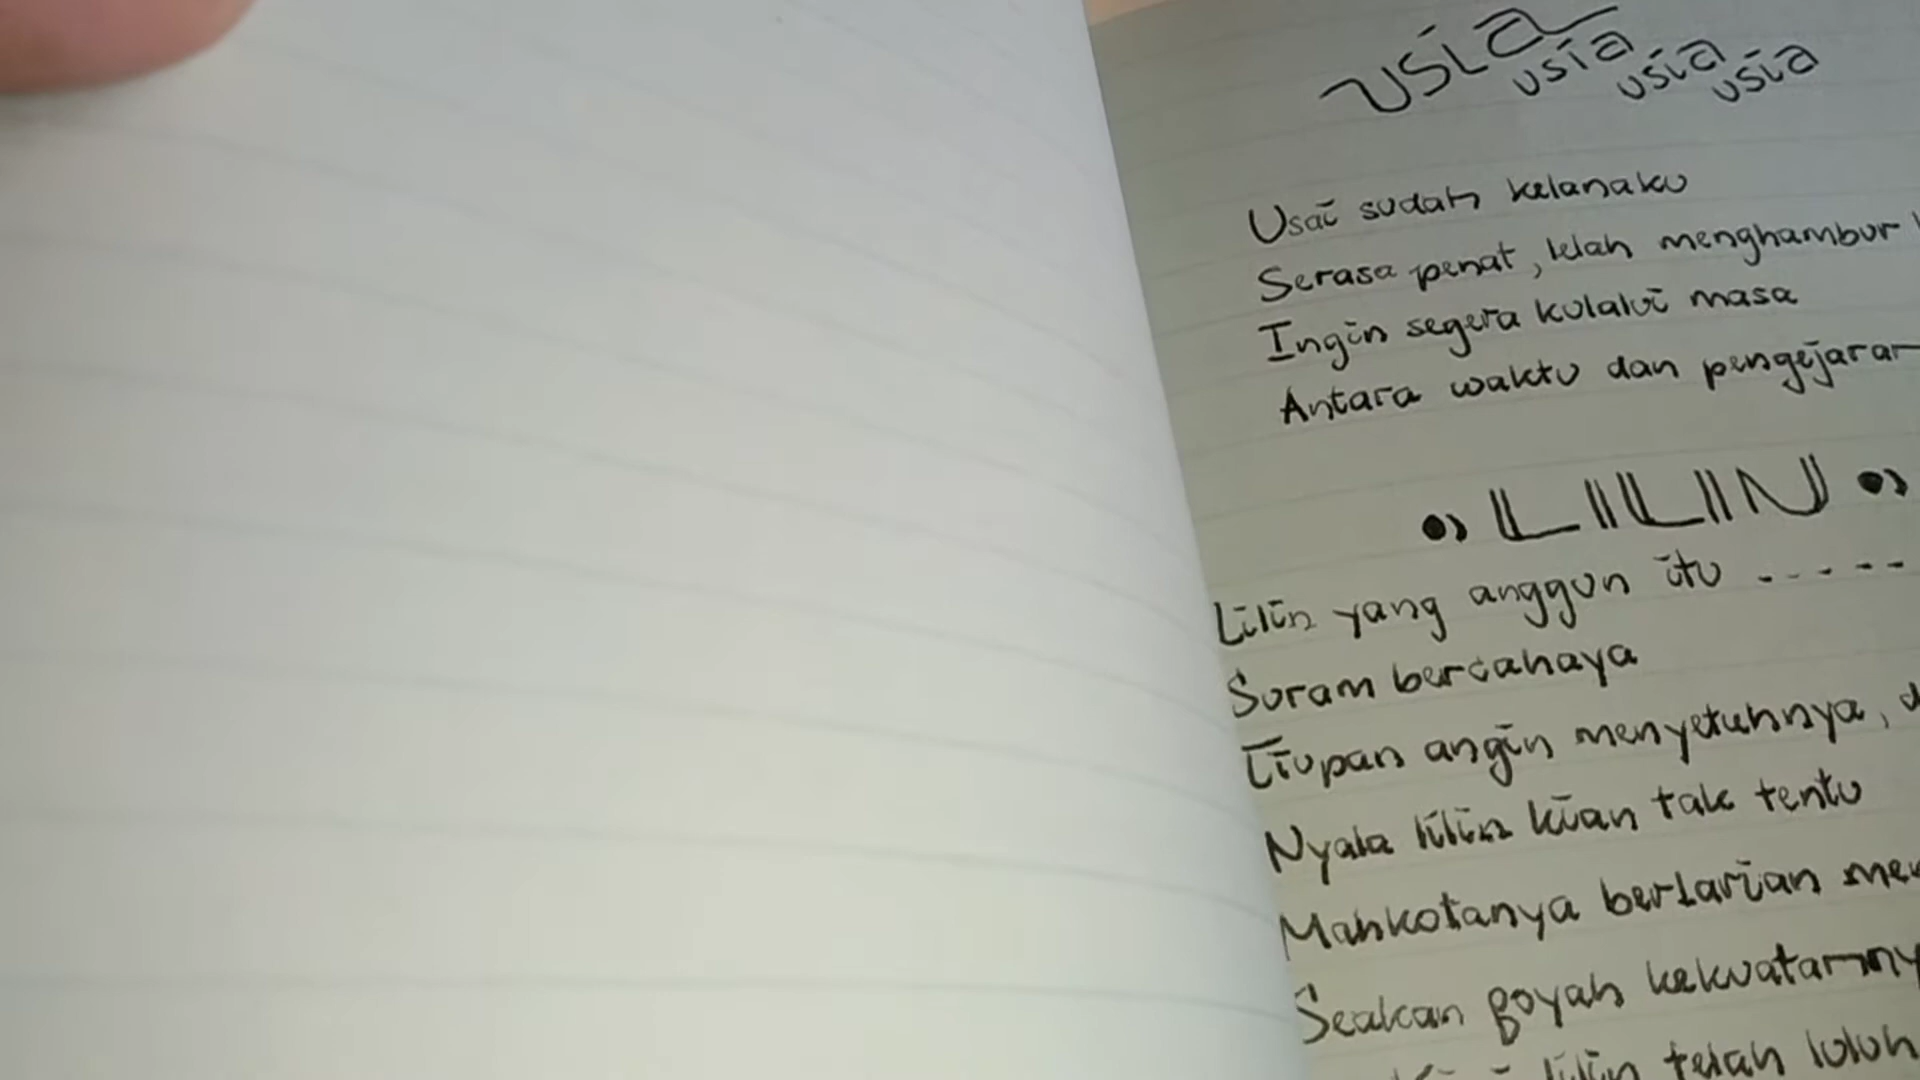 usia usia usia usia
Usai sudah kelanaku
Serasa penat, lelah menghambur
Ingin segera kulalui masa
Antara waktu dan pengejaran
LILIN
Lilin yang anggun itu -----
Suram bercahaya
Tiupan angin menyetuhnya,
Nyala lilin kian tak tentu
Mahkotanya berlarian
Seakan goyah
lilin telah luluh